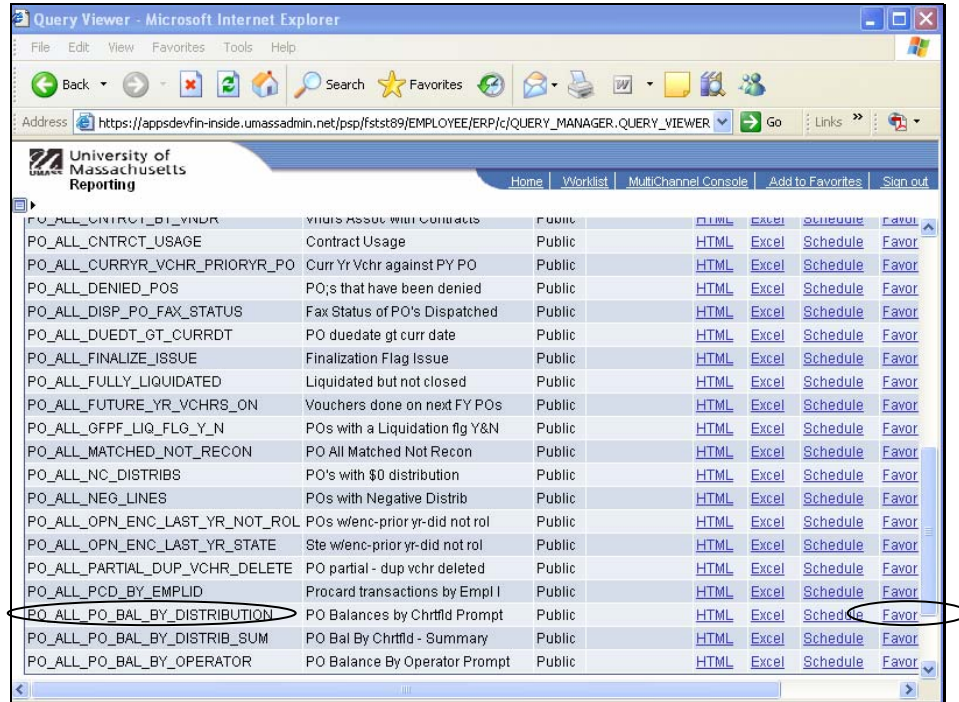 Query Viewer - Microsoft Internet Explorer
File Edit View Favorites Tools Help
Back Search Favorites
Address https://appsdevfin-inside.umassadmin.net/psp/fstst89/EMPLOYEE/ERP/c/QUERY_MANAGER.QUERY_VIEWER Go Links »
University of
Massachusetts
UMASS
Reporting
Home | Worklist | MultiChannel Console | Add to Favorites | Sign out
PO_ALL_CNTRCT_BT_VNDR Vndrs Assoc with Contracts Public HTML Excel Schedule Favor
PO_ALL_CNTRCT_USAGE Contract Usage Public HTML Excel Schedule Favor
PO_ALL_CURRYR_VCHR_PRIORYR_PO Curr Yr Vchr against PY PO Public HTML Excel Schedule Favor
PO_ALL_DENIED_POS PO;s that have been denied Public HTML Excel Schedule Favor
PO_ALL_DISP_PO_FAX_STATUS Fax Status of PO's Dispatched Public HTML Excel Schedule Favor
PO_ALL_DUEDT_GT_CURRDT PO duedate gt curr date Public HTML Excel Schedule Favor
PO_ALL_FINALIZE_ISSUE Finalization Flag Issue Public HTML Excel Schedule Favor
PO_ALL_FULLY_LIQUIDATED Liquidated but not closed Public HTML Excel Schedule Favor
PO_ALL_FUTURE_YR_VCHRS_ON Vouchers done on next FY POs Public HTML Excel Schedule Favor
PO_ALL_GFPF_LIQ_FLG_Y_N POs with a Liquidation flg Y&N Public HTML Excel Schedule Favor
PO_ALL_MATCHED_NOT_RECON PO All Matched Not Recon Public HTML Excel Schedule Favor
PO_ALL_NC_DISTRIBS PO's with $0 distribution Public HTML Excel Schedule Favor
PO_ALL_NEG_LINES POs with Negative Distrib Public HTML Excel Schedule Favor
PO_ALL_OPN_ENC_LAST_YR_NOT_ROL POs w/enc-prior yr-did not rol Public HTML Excel Schedule Favor
PO_ALL_OPN_ENC_LAST_YR_STATE Ste w/enc-prior yr-did not rol Public HTML Excel Schedule Favor
PO_ALL_PARTIAL_DUP_VCHR_DELETE PO partial - dup vchr deleted Public HTML Excel Schedule Favor
PO_ALL_PCD_BY_EMPLID Procard transactions by Empl I Public HTML Excel Schedule Favor
PO_ALL_PO_BAL_BY_DISTRIBUTION PO Balances by Chrtfld Prompt Public HTML Excel Schedule Favor
PO_ALL_PO_BAL_BY_DISTRIB_SUM PO Bal By Chrtfld - Summary Public HTML Excel Schedule Favor
PO_ALL_PO_BAL_BY_OPERATOR PO Balance By Operator Prompt Public HTML Excel Schedule Favor